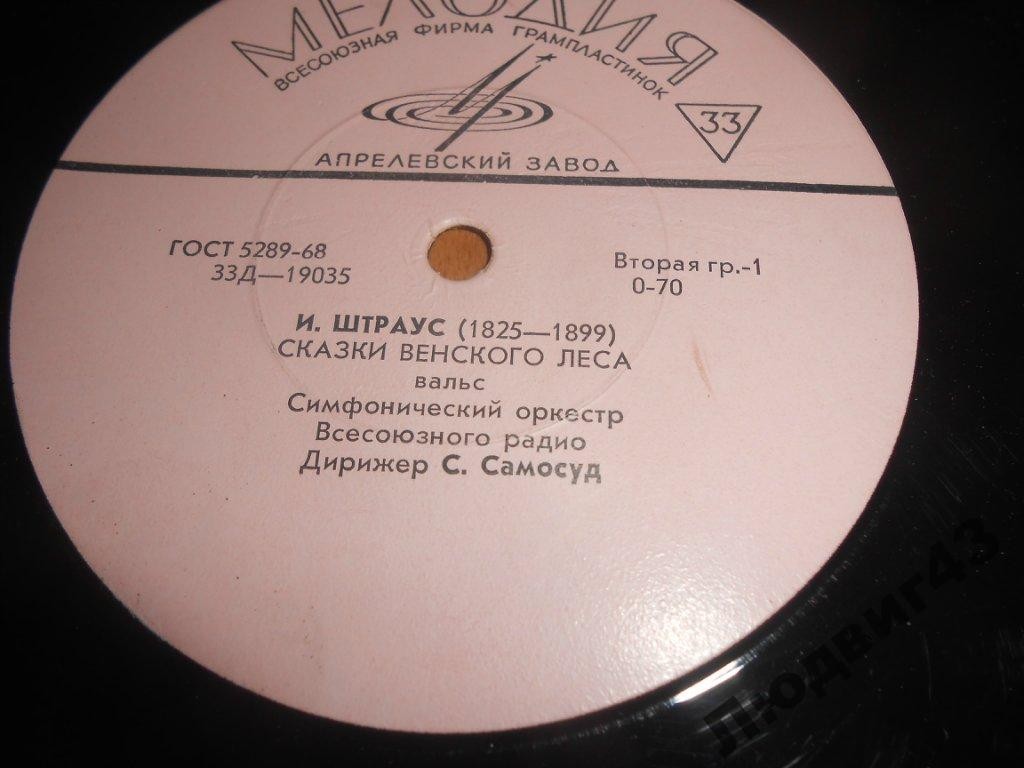 МЕЛОДИЯ
ВСЕСОЮЗНАЯ ФИРМА ГРАМПЛАСТИНОК
33
АПРЕЛЕВСКИЙ ЗАВОД
ГОСТ 5289-68
33Д—19035
Вторая гр.-1
0-70
И. ШТРАУС (1825—1899)
СКАЗКИ ВЕНСКОГО ЛЕСА
вальс
Симфонический оркестр
Всесоюзного радио
Дирижер С. Самосуд
Людвиг43